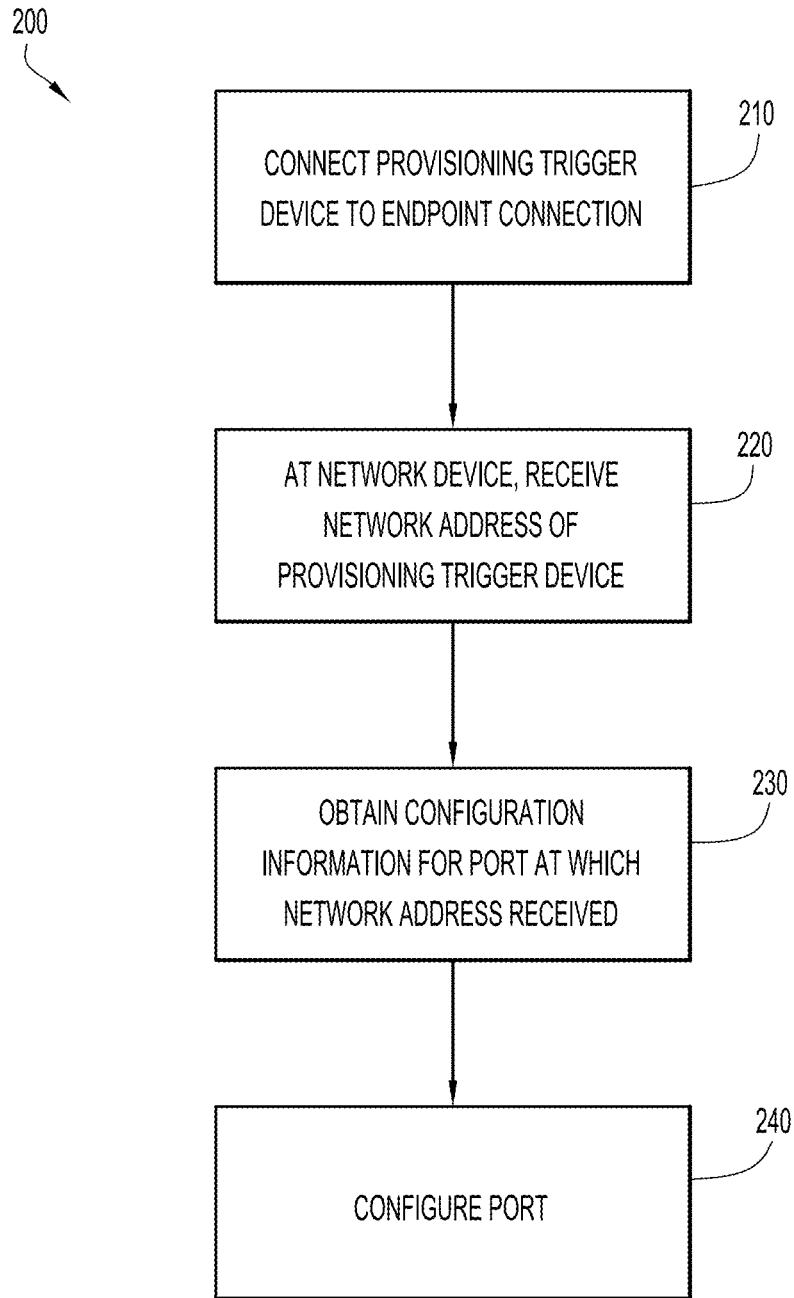 200
210
CONNECT PROVISIONING TRIGGER
DEVICE TO ENDPOINT CONNECTION
220
AT NETWORK DEVICE, RECEIVE
NETWORK ADDRESS OF
PROVISIONING TRIGGER DEVICE
230
OBTAIN CONFIGURATION
INFORMATION FOR PORT AT WHICH
NETWORK ADDRESS RECEIVED
240
CONFIGURE PORT